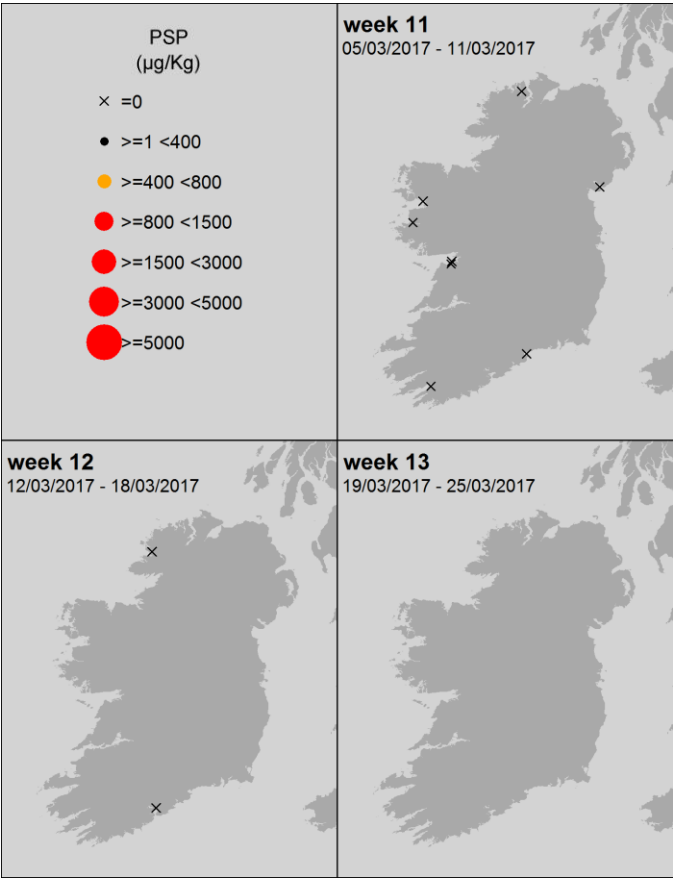 PSP
(µg/Kg)
=0
>=1 <400
>=400 <800
>=800 <1500
>=1500 <3000
>=3000 <5000
>=5000
week 11
05/03/2017 - 11/03/2017
week 12
12/03/2017 - 18/03/2017
week 13
19/03/2017 - 25/03/2017